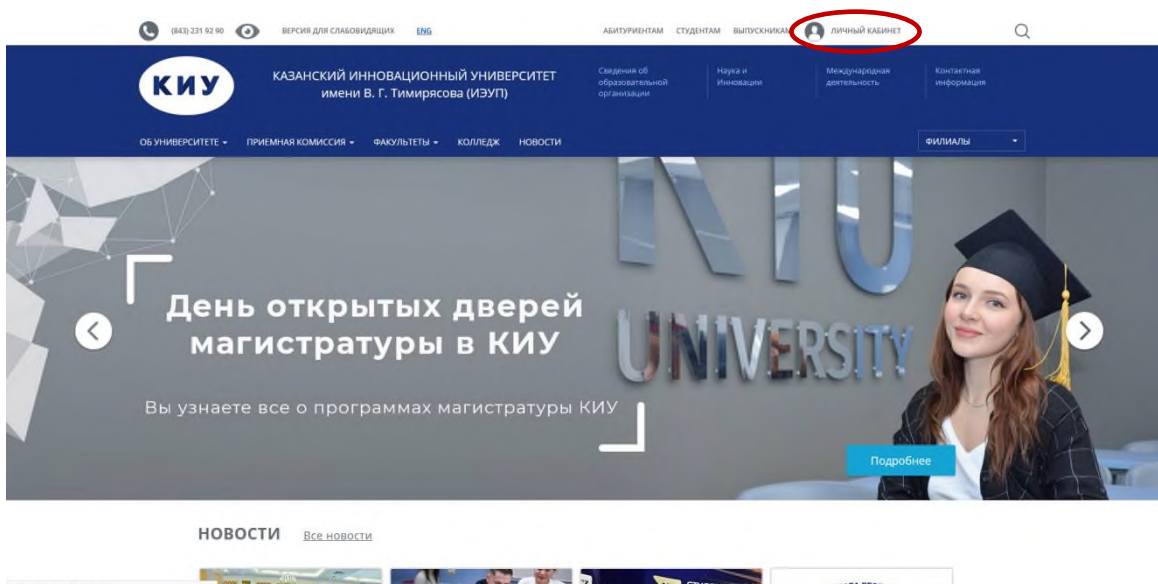 (843) 231 92 90
ВЕРСИЯ ДЛЯ СЛАБОВИДЯЩИХ
ENG
АБИТУРИЕНТАМ
СТУДЕНТАМ
ВЫПУСКНИКАМ
ЛИЧНЫЙ КАБИНЕТ
КИУ
КАЗАНСКИЙ ИННОВАЦИОННЫЙ УНИВЕРСИТЕТ
имени В. Г. Тимирясова (ИЭУП)
Сведения об
образовательной
организации
Наука и
Инновации
Международная
деятельность
Контактная
информация
ОБ УНИВЕРСИТЕТЕ
ПРИЕМНАЯ КОМИССИЯ
ФАКУЛЬТЕТЫ
КОЛЛЕДЖ
НОВОСТИ
ФИЛИАЛЫ
KIU
UNIVERSITY
День открытых дверей
магистратуры в КИУ
Вы узнаете все о программах магистратуры КИУ
Подробнее
НОВОСТИ
Все новости